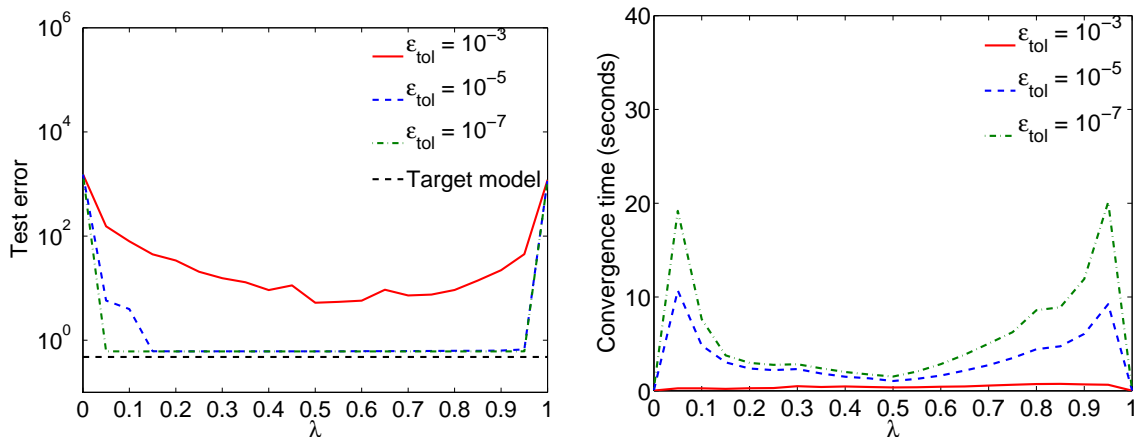 10^6
10^4
10^2
10^0
Test error
ε_tol = 10^−3
ε_tol = 10^−5
ε_tol = 10^−7
Target model
0 0.1 0.2 0.3 0.4 0.5 0.6 0.7 0.8 0.9 1
λ
40
30
20
10
0
Convergence time (seconds)
ε_tol = 10^−3
ε_tol = 10^−5
ε_tol = 10^−7
0 0.1 0.2 0.3 0.4 0.5 0.6 0.7 0.8 0.9 1
λ